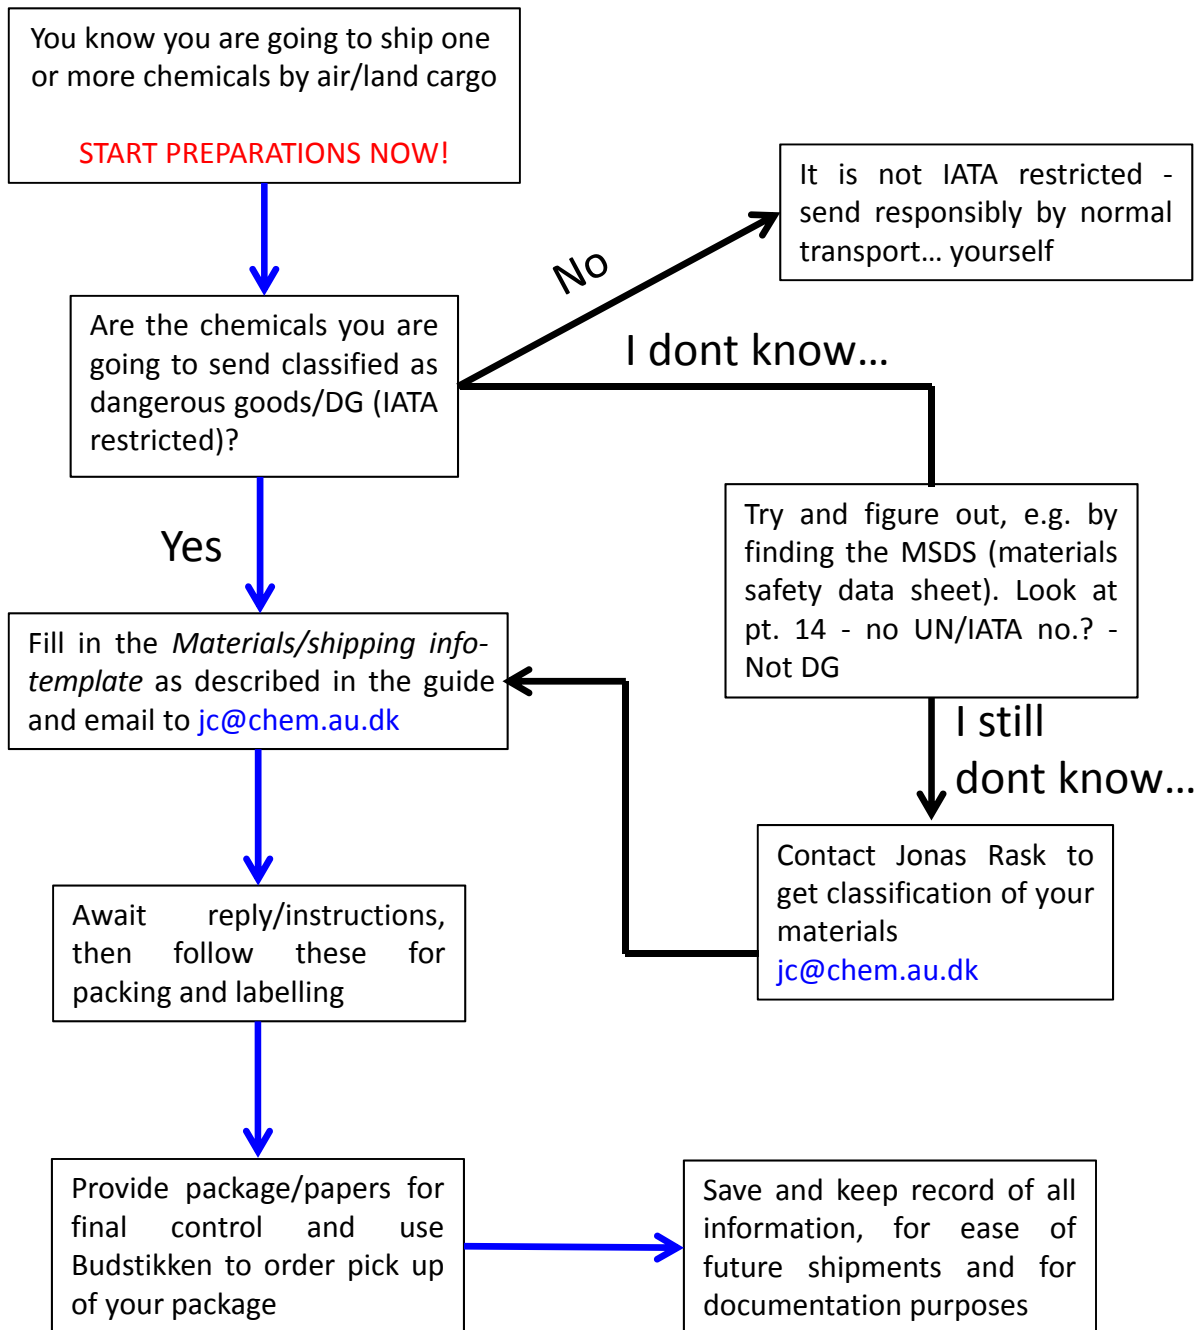 You know you are going to ship one
or more chemicals by air/land cargo
START PREPARATIONS NOW!
It is not IATA restricted -
send responsibly by normal
transport... yourself
No
I dont know...
Are the chemicals you are
going to send classified as
dangerous goods/DG (IATA
restricted)?
Yes
Try and figure out, e.g. by
finding the MSDS (materials
safety data sheet). Look at
pt. 14 - no UN/IATA no.? -
Not DG
Fill in the Materials/shipping info-
template as described in the guide
and email to jc@chem.au.dk
I still
dont know...
Contact Jonas Rask to
get classification of your
materials
jc@chem.au.dk
Await reply/instructions,
then follow these for
packing and labelling
Provide package/papers for
final control and use
Budstikken to order pick up
of your package
Save and keep record of all
information, for ease of
future shipments and for
documentation purposes